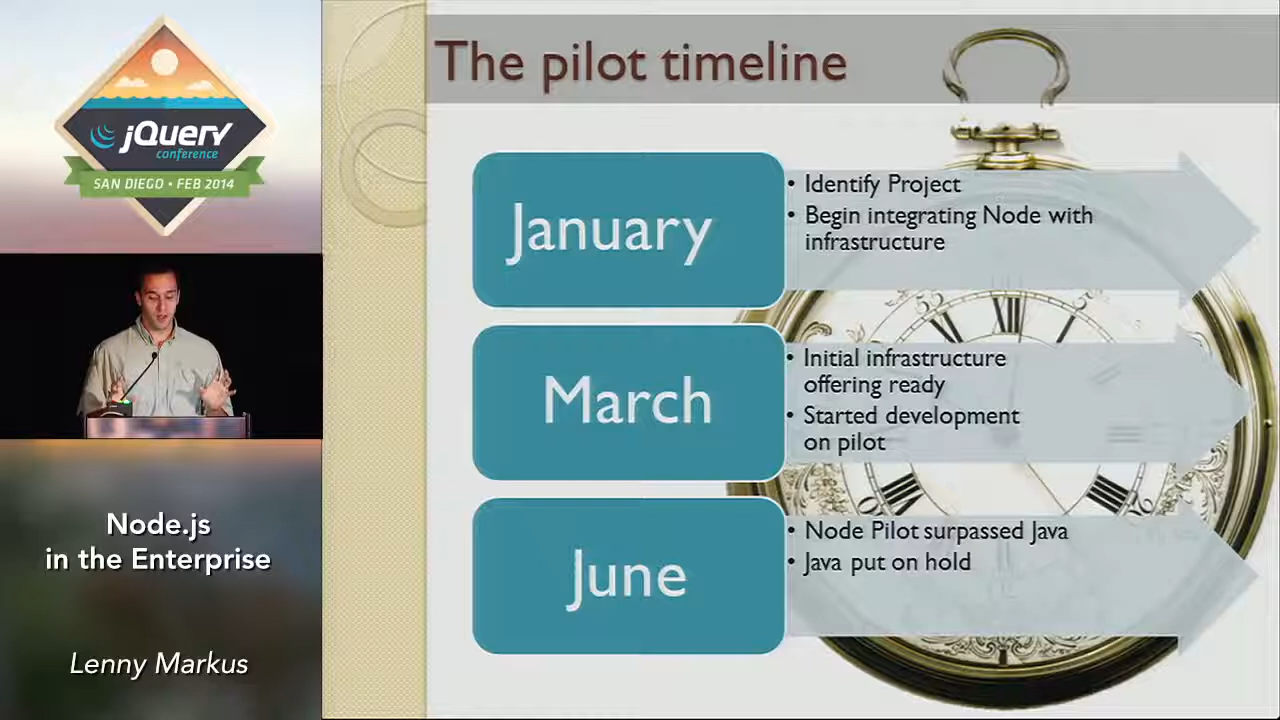 jQuery
conference
SAN DIEGO • FEB 2014
Node.js
in the Enterprise
Lenny Markus
The pilot timeline
January
• Identify Project
• Begin integrating Node with
infrastructure
March
• Initial infrastructure
offering ready
• Started development
on pilot
June
• Node Pilot surpassed Java
• Java put on hold